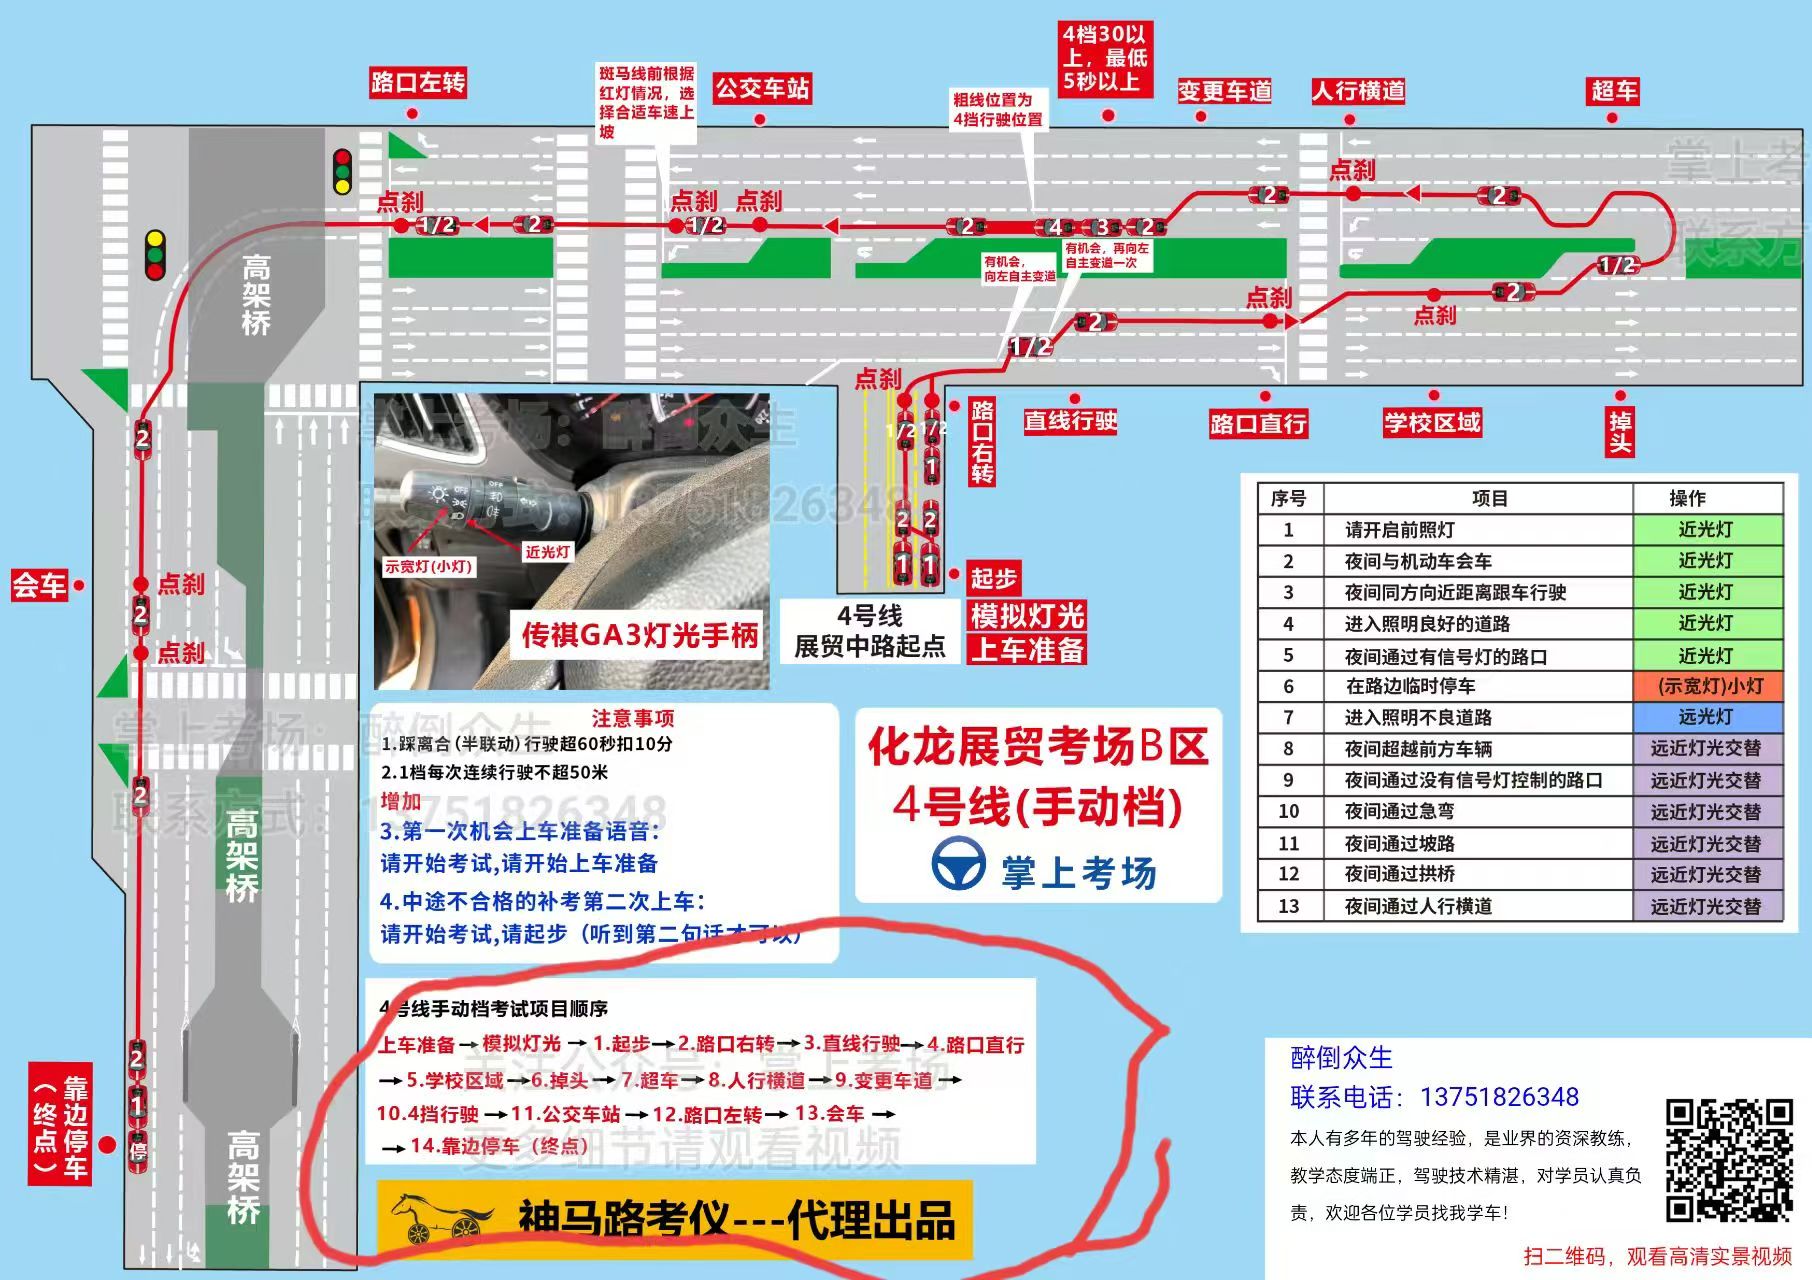 4档30以
上，最低
5秒以上
路口左转
斑马线前根据
红灯情况，选
择合适车速上
坡
公交车站
粗线位置为
4挡行驶位置
变更车道
人行横道
超车
点刹
1/2
2
点刹
1/2
点刹
2
4
3
2
2
点刹
2
有机会，
向左自主变道
有机会，再向左
自主变道一次
1/2
2
点刹
2
点刹
1/2
高架桥
点刹
1/2
1/2
1
2
2
1
1
路口右转
直线行驶
路口直行
学校区域
掉头
起步
模拟灯光
上车准备
4号线
展贸中路起点
示宽灯(小灯)
近光灯
传祺GA3灯光手柄
2
会车
点刹
2
点刹
2
高架桥
2
1
停
靠边停车
（终点）
高架桥
注意事项
1.踩离合(半联动)行驶超60秒扣10分
2.1档每次连续行驶不超50米
增加
3.第一次机会上车准备语音：
请开始考试,请开始上车准备
4.中途不合格的补考第二次上车：
请开始考试,请起步（听到第二句话才可以）
化龙展贸考场B区
4号线(手动档)
掌上考场
序号 项目 操作
1 请开启前照灯 近光灯
2 夜间与机动车会车 近光灯
3 夜间同方向近距离跟车行驶 近光灯
4 进入照明良好的道路 近光灯
5 夜间通过有信号灯的路口 近光灯
6 在路边临时停车 (示宽灯)小灯
7 进入照明不良道路 远光灯
8 夜间超越前方车辆 远近灯光交替
9 夜间通过没有信号灯控制的路口 远近灯光交替
10 夜间通过急弯 远近灯光交替
11 夜间通过坡路 远近灯光交替
12 夜间通过拱桥 远近灯光交替
13 夜间通过人行横道 远近灯光交替
4号线手动档考试项目顺序
上车准备→模拟灯光→1.起步→2.路口右转→3.直线行驶→4.路口直行
→5.学校区域→6.掉头→7.超车→8.人行横道→9.变更车道→
10.4挡行驶→11.公交车站→12.路口左转→13.会车→
→14.靠边停车（终点）
关注公众号：掌上考场
更多细节请观看视频
神马路考仪---代理出品
醉倒众生
联系电话：13751826348
本人有多年的驾驶经验，是业界的资深教练，
教学态度端正，驾驶技术精湛，对学员认真负
责，欢迎各位学员找我学车！
扫二维码，观看高清实景视频
掌上考场：醉倒众生
联系方式：13751826348
掌上考场：醉倒众生
联系方式：13751826348
掌上考
联系方